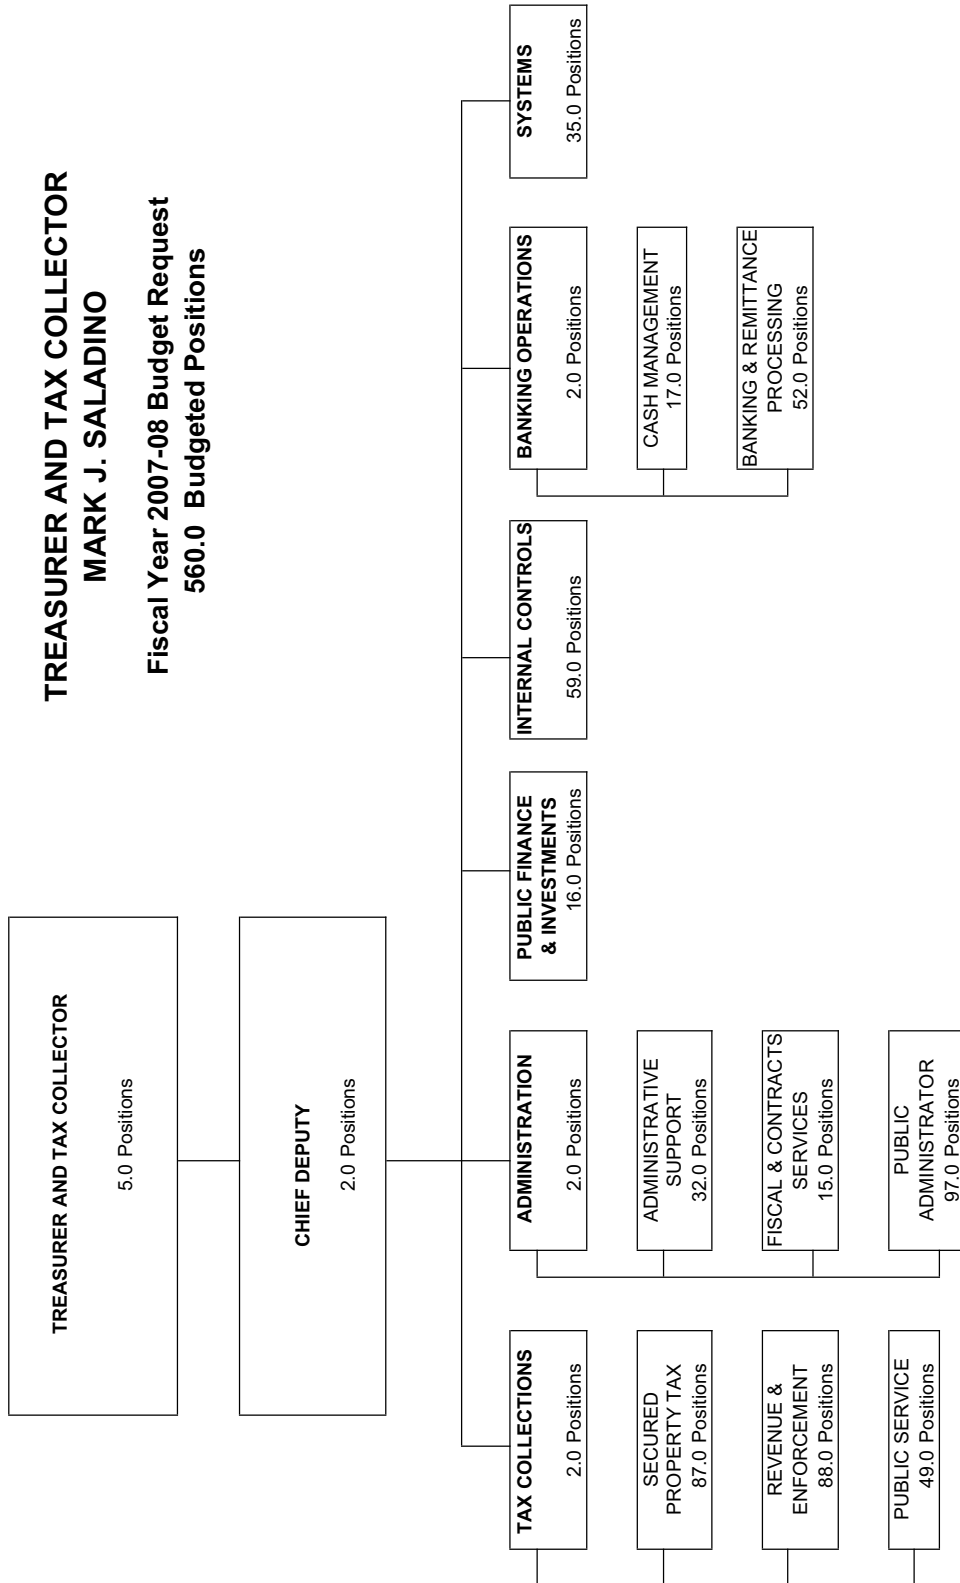 TREASURER AND TAX COLLECTOR
MARK J. SALADINO
Fiscal Year 2007-08 Budget Request
560.0 Budgeted Positions
TREASURER AND TAX COLLECTOR
5.0 Positions
CHIEF DEPUTY
2.0 Positions
TAX COLLECTIONS
2.0 Positions
SECURED
PROPERTY TAX
87.0 Positions
REVENUE &
ENFORCEMENT
88.0 Positions
PUBLIC SERVICE
49.0 Positions
ADMINISTRATION
2.0 Positions
ADMINISTRATIVE
SUPPORT
32.0 Positions
FISCAL & CONTRACTS
SERVICES
15.0 Positions
PUBLIC
ADMINISTRATOR
97.0 Positions
PUBLIC FINANCE
& INVESTMENTS
16.0 Positions
INTERNAL CONTROLS
59.0 Positions
BANKING OPERATIONS
2.0 Positions
CASH MANAGEMENT
17.0 Positions
BANKING & REMITTANCE
PROCESSING
52.0 Positions
SYSTEMS
35.0 Positions